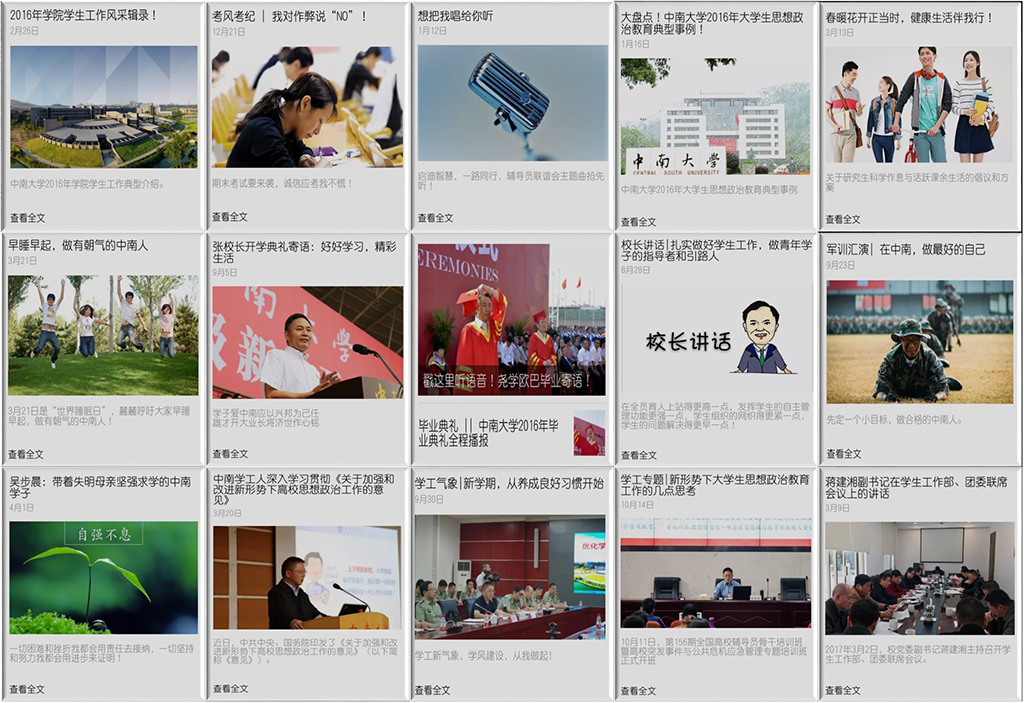 2016年学院学生工作风采辑录！
2月26日
中南大学2016年学院学生工作典型介绍。
查看全文
考风考纪 | 我对作弊说“NO”！
12月21日
期末考试要来袭，诚信应考我不慌！
查看全文
想把我唱给你听
1月12日
启迪智慧，一路同行，辅导员联谊会主题曲抢先
听！
查看全文
大盘点！中南大学2016年大学生思想政
治教育典型事例！
1月16日
中南大学
CENTRAL SOUTH UNIVERSITY
中南大学2016年大学生思想政治教育典型事例
查看全文
春暖花开正当时，健康生活伴我行！
3月13日
关于研究生科学作息与活跃课余生活的倡议和方
案
查看全文
早睡早起，做有朝气的中南人
3月21日
3月21日是“世界睡眠日”，麓麓呼吁大家早睡
早起，做有朝气的中南人！
查看全文
张校长开学典礼寄语：好好学习，精彩
生活
9月5日
南大学
级新
学子爱中南应以兴邦为己任
雄才开大业长将济世作心铭
查看全文
CEREMONIES
戳这里听语音！尧学欧巴毕业寄语！
毕业典礼 || 中南大学2016年毕
业典礼全程播报
校长讲话|扎实做好学生工作，做青年学
子的指导者和引路人
8月28日
校长讲话
在全员育人上站得更高一点，发挥学生的自主管
理功能更强一点，学生组织的网织得更紧一点，
学生的问题解决得更早一点！
查看全文
军训汇演| 在中南，做最好的自己
9月23日
先定一个小目标，做合格的中南人。
查看全文
吴步晨：带着失明母亲坚强求学的中南
学子
4月1日
自强不息
一切困难和挫折我都会用责任去接纳，一切坚持
和努力我都会用进步来证明！
查看全文
中南学工人深入学习贯彻《关于加强和
改进新形势下高校思想政治工作的意
见》
3月20日
近日，中共中央、国务院印发了《关于加强和改
进新形势下高校思想政治工作的意见》（以下简
称《意见》）。
查看全文
学工气象|新学期，从养成良好习惯开始
9月30日
优化学
学工新气象，学风建设，从我做起！
查看全文
学工专题|新形势下大学生思想政治教育
工作的几点思考
10月14日
10月11日，第156期全国高校辅导员骨干培训班
暨高校突发事件与公共危机应急管理专题培训班
正式开班
查看全文
蒋建湘副书记在学生工作部、团委联席
会议上的讲话
3月9日
2017年3月2日，校党委副书记蒋建湘主持召开学
生工作部、团委联席会议。
查看全文